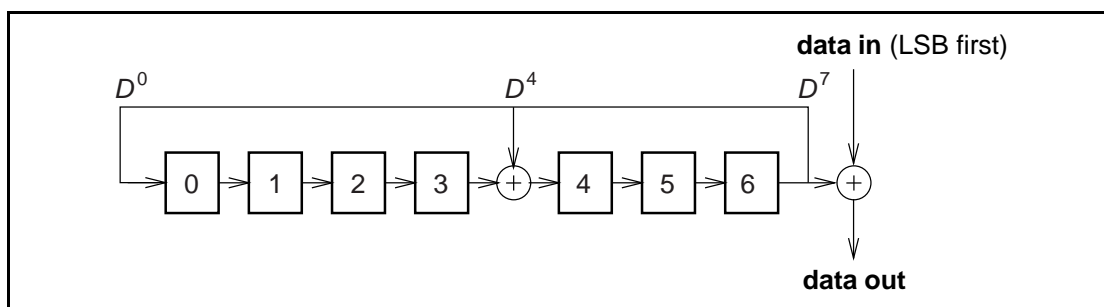 data in (LSB first)
D⁰ D⁴ D⁷
0 1 2 3 + 4 5 6 +
data out